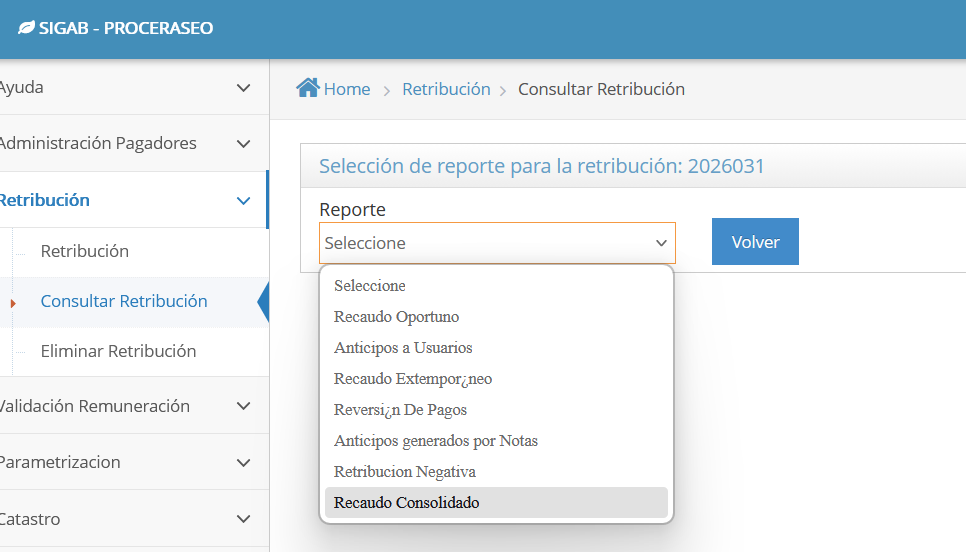 SIGAB - PROCERASEO
Ayuda
Home > Retribución > Consultar Retribución
Administración Pagadores
Selección de reporte para la retribución: 2026031
Retribución
Reporte
Seleccione
Volver
Retribución
Consultar Retribución
Eliminar Retribución
Validación Remuneración
Parametrizacion
Catastro
Seleccione
Recaudo Oportuno
Anticipos a Usuarios
Recaudo Extempor¿neo
Reversi¿n De Pagos
Anticipos generados por Notas
Retribucion Negativa
Recaudo Consolidado